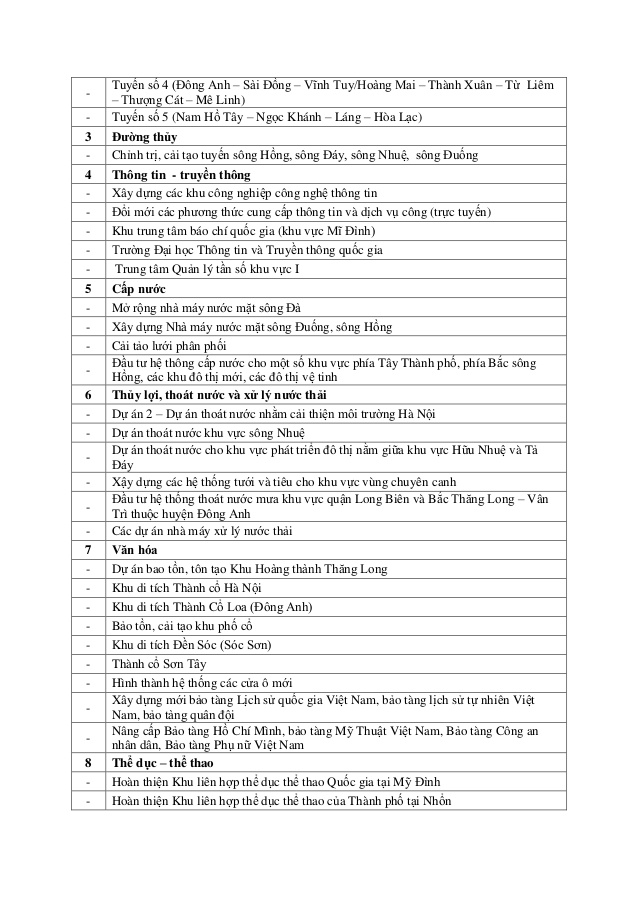 - Tuyến số 4 (Đông Anh – Sài Đồng – Vĩnh Tuy/Hoàng Mai – Thành Xuân – Từ Liêm
– Thượng Cát – Mê Linh)
- Tuyến số 5 (Nam Hồ Tây – Ngọc Khánh – Láng – Hòa Lạc)
3 Đường thủy
- Chỉnh trị, cải tạo tuyến sông Hồng, sông Đáy, sông Nhuệ, sông Đuống
4 Thông tin - truyền thông
- Xây dựng các khu công nghiệp công nghệ thông tin
- Đổi mới các phương thức cung cấp thông tin và dịch vụ công (trực tuyến)
- Khu trung tâm báo chí quốc gia (khu vực Mĩ Đình)
- Trường Đại học Thông tin và Truyền thông quốc gia
- Trung tâm Quản lý tần số khu vực I
5 Cấp nước
- Mở rộng nhà máy nước mặt sông Đà
- Xây dựng Nhà máy nước mặt sông Đuống, sông Hồng
- Cải tảo lưới phân phối
- Đầu tư hệ thông cấp nước cho một số khu vực phía Tây Thành phố, phía Bắc sông
Hồng, các khu đô thị mới, các đô thị vệ tinh
6 Thủy lợi, thoát nước và xử lý nước thải
- Dự án 2 – Dự án thoát nước nhằm cải thiện môi trường Hà Nội
- Dự án thoát nước khu vực sông Nhuệ
- Dự án thoát nước cho khu vực phát triển đô thị nằm giữa khu vực Hữu Nhuệ và Tả
Đáy
- Xây dựng các hệ thống tưới và tiêu cho khu vực vùng chuyên canh
- Đầu tư hệ thống thoát nước mưa khu vực quận Long Biên và Bắc Thăng Long – Vân
Trì thuộc huyện Đông Anh
- Các dự án nhà máy xử lý nước thải
7 Văn hóa
- Dự án bao tồn, tôn tạo Khu Hoàng thành Thăng Long
- Khu di tích Thành cổ Hà Nội
- Khu di tích Thành Cổ Loa (Đông Anh)
- Bảo tồn, cải tạo khu phố cổ
- Khu di tích Đền Sóc (Sóc Sơn)
- Thành cổ Sơn Tây
- Hình thành hệ thống các cửa ô mới
- Xây dựng mới bảo tàng Lịch sử quốc gia Việt Nam, bảo tàng lịch sử tự nhiên Việt
Nam, bảo tàng quân đội
- Nâng cấp Bảo tàng Hồ Chí Mình, bảo tàng Mỹ Thuật Việt Nam, Bảo tàng Công an
nhân dân, Bảo tàng Phụ nữ Việt Nam
8 Thể dục – thể thao
- Hoàn thiện Khu liên hợp thể dục thể thao Quốc gia tại Mỹ Đình
- Hoàn thiện Khu liên hợp thể dục thể thao của Thành phố tại Nhổn